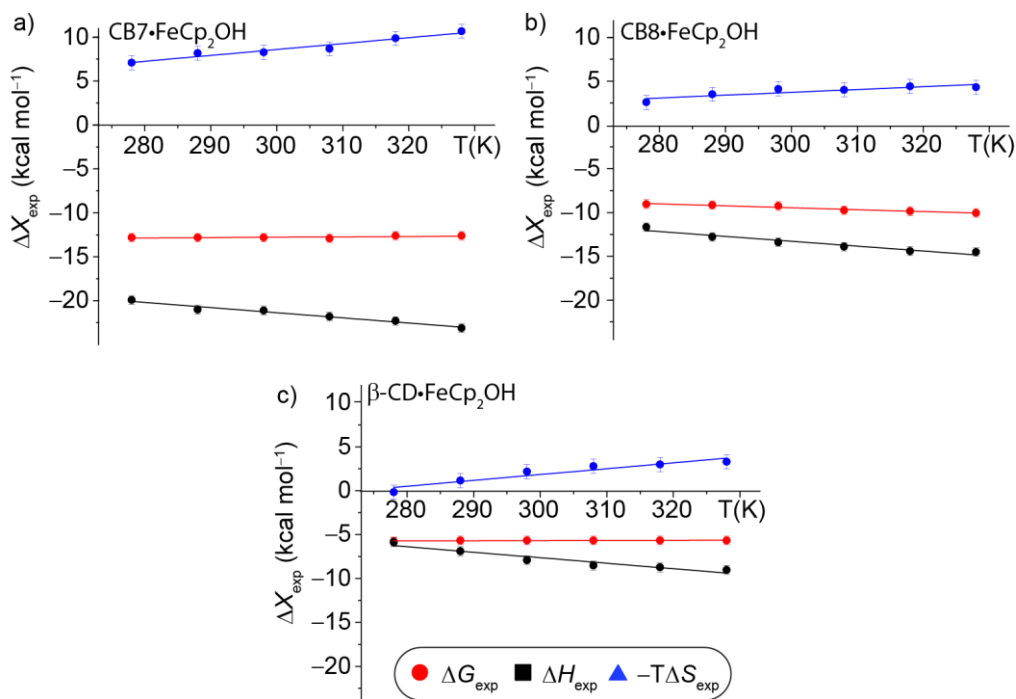 a)
CB7•FeCp₂OH
10
5
0
280 290 300 310 320 T(K)
−5
−10
−15
−20
ΔXexp (kcal mol⁻¹)
b)
CB8•FeCp₂OH
10
5
0
280 290 300 310 320 T(K)
−5
−10
−15
−20
ΔXexp (kcal mol⁻¹)
c)
β-CD•FeCp₂OH
10
5
0
280 290 300 310 320 T(K)
−5
−10
−15
−20
ΔXexp (kcal mol⁻¹)
ΔGexp ΔHexp −TΔSexp